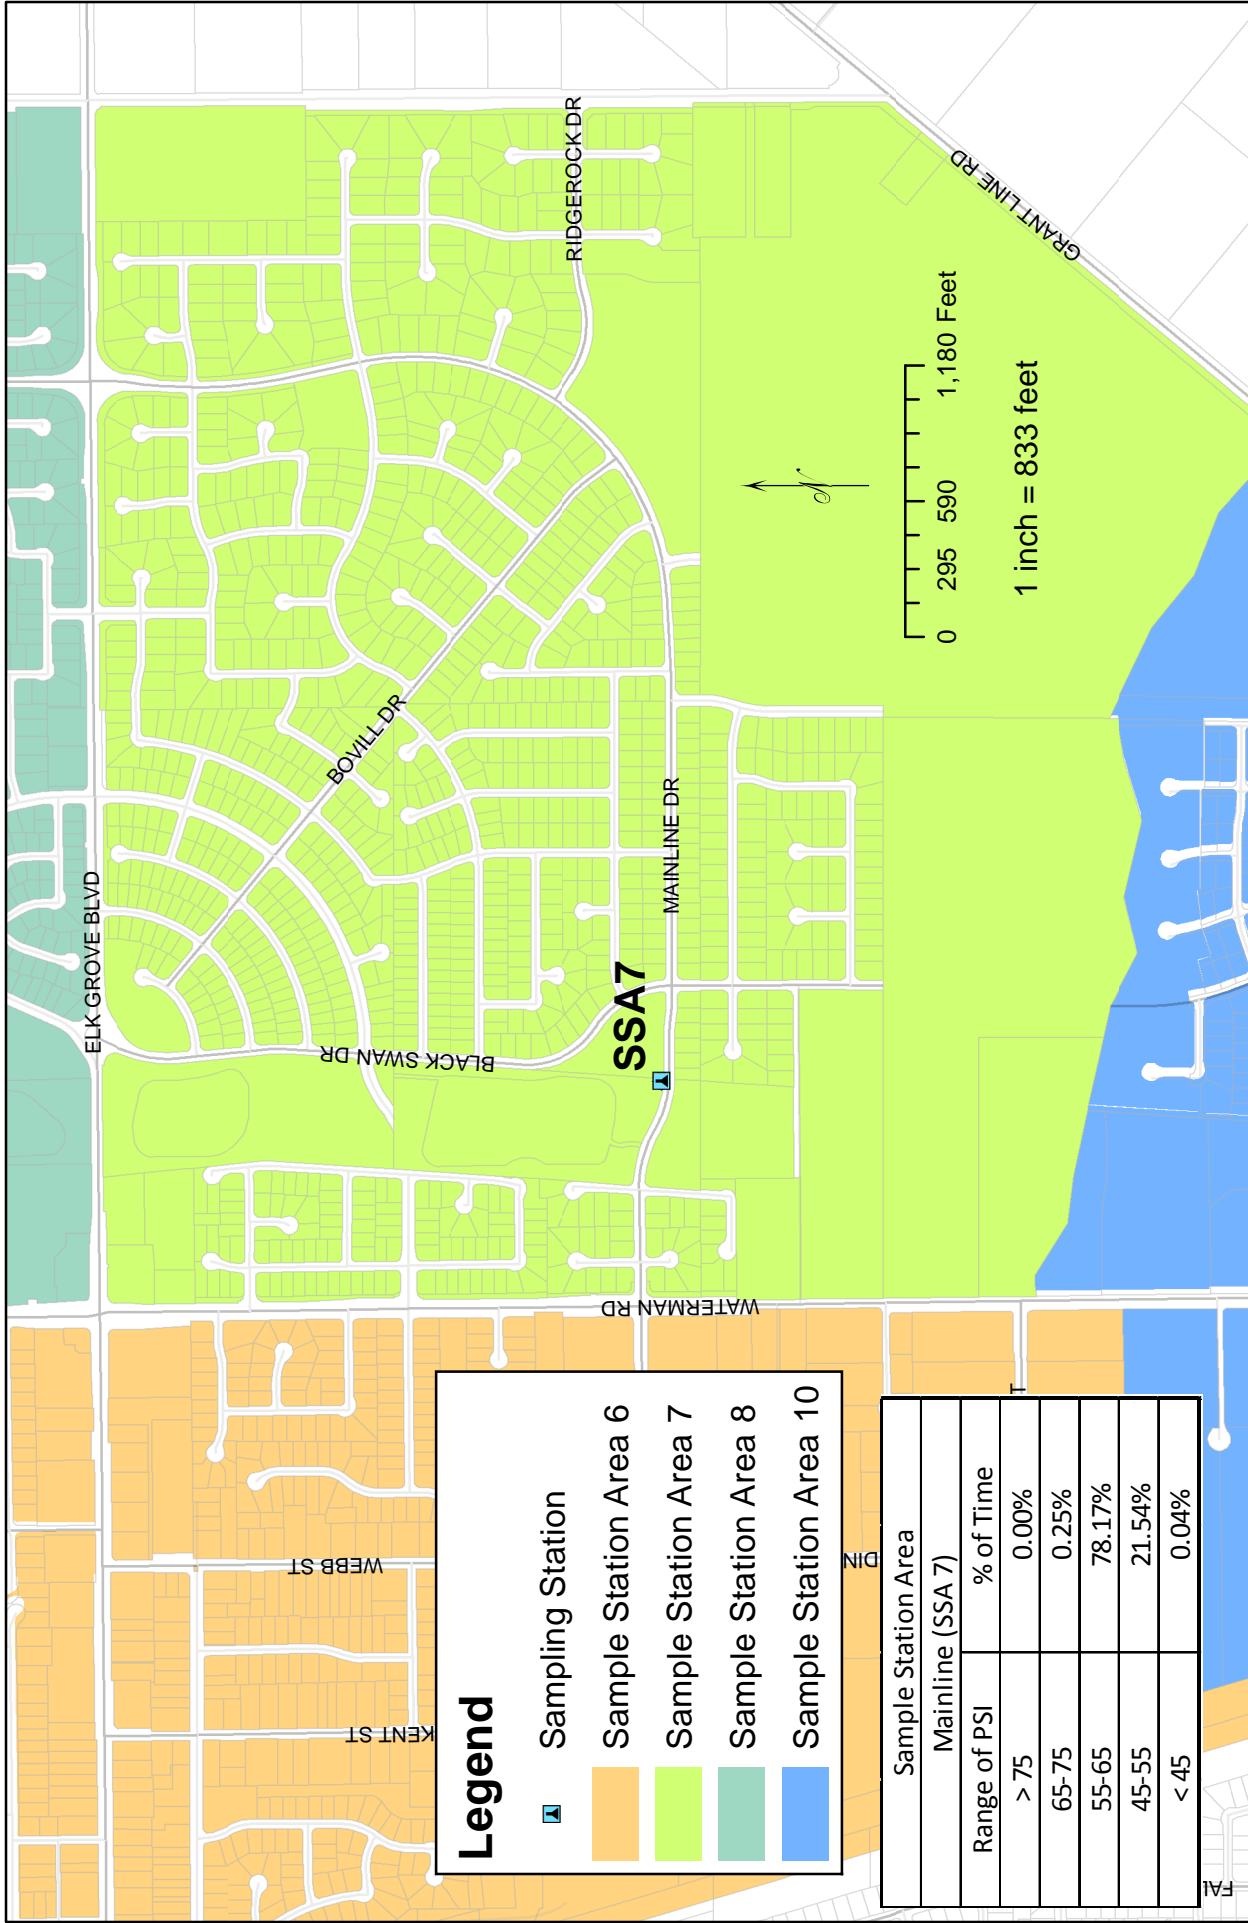 ELK GROVE BLVD
BOVILL DR
BLACK SWAN DR
RIDGEROCK DR
MAINLINE DR
SSA7
WATERMAN RD
GRANT LINE RD
WEBB ST
KENT ST
DIN
T
FAL
0 295 590 1,180 Feet
1 inch = 833 feet
N
Legend
Sampling Station
Sample Station Area 6
Sample Station Area 7
Sample Station Area 8
Sample Station Area 10
Sample Station Area
Mainline (SSA 7)
Range of PSI % of Time
> 75 0.00%
65-75 0.25%
55-65 78.17%
45-55 21.54%
< 45 0.04%